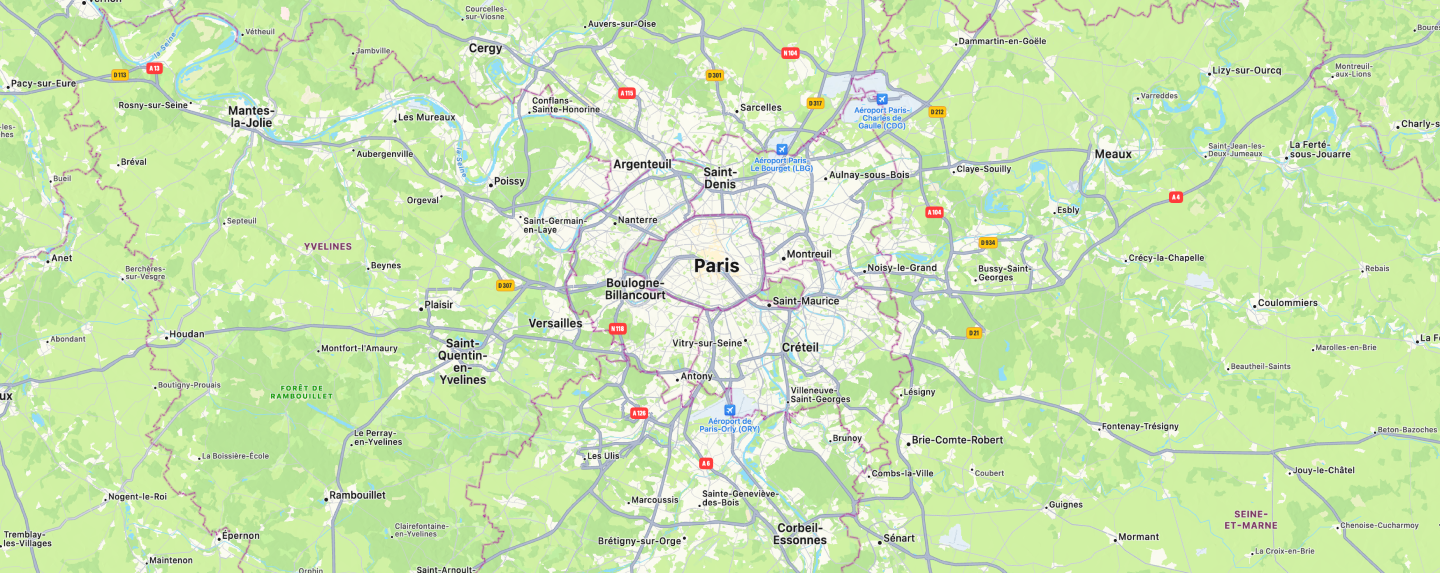 Vernon
Courcelles-
sur-Viosne
Auvers-sur-Oise
Vétheuil
la Seine
Jambville
Cergy
N104
Dammartin-en-Goële
Montreuil-
aux-Lions
Pacy-sur-Eure
D113
A13
D301
Lizy-sur-Ourcq
Rosny-sur-Seine
Mantes-
la-Jolie
Les Mureaux
Conflans-
Sainte-Honorine
A115
Sarcelles
D317
Aéroport Paris-
Charles de
Gaulle (CDG)
D212
Varreddes
Aubergenville
la Seine
Argenteuil
Saint-
Denis
Aéroport Paris
Le Bourget (LBG)
Aulnay-sous-Bois
Claye-Souilly
Meaux
Saint-Jean-les-
Deux-Jumeaux
La Ferté-
sous-Jouarre
Bréval
Bueil
Poissy
Orgeval
Septeuil
Saint-Germain-
en-Laye
Nanterre
A104
Esbly
A4
YVELINES
Anet
Berchères-
sur-Vesgre
Beynes
Paris
Montreuil
Noisy-le-Grand
D934
Bussy-Saint-
Georges
Crécy-la-Chapelle
Rebais
D307
Boulogne-
Billancourt
Plaisir
Saint-Maurice
Coulommiers
Versailles
N118
Houdan
Abondant
Montfort-l'Amaury
Saint-
Quentin-
en-
Yvelines
Vitry-sur-Seine
Créteil
D21
Marolles-en-Brie
Beautheil-Saints
Boutigny-Prouais
FORÊT DE
RAMBOUILLET
Antony
Villeneuve-
Saint-Georges
Lésigny
A126
Aéroport de
Paris-Orly (ORY)
Fontenay-Trésigny
Beton-Bazoches
Le Perray-
en-Yvelines
Brunoy
Brie-Comte-Robert
La Boissière-École
Les Ulis
A6
Combs-la-Ville
Coubert
Jouy-le-Châtel
Nogent-le-Roi
Rambouillet
Marcoussis
Sainte-Geneviève-
des-Bois
Guignes
SEINE-
ET-MARNE
Clairefontaine-
en-Yvelines
Corbeil-
Essonnes
Chenoise-Cucharmoy
Tremblay-
les-Villages
Épernon
Brétigny-sur-Orge
Sénart
Mormant
Maintenon
Orphin
Saint-Arnoult-
La Croix-en-Brie